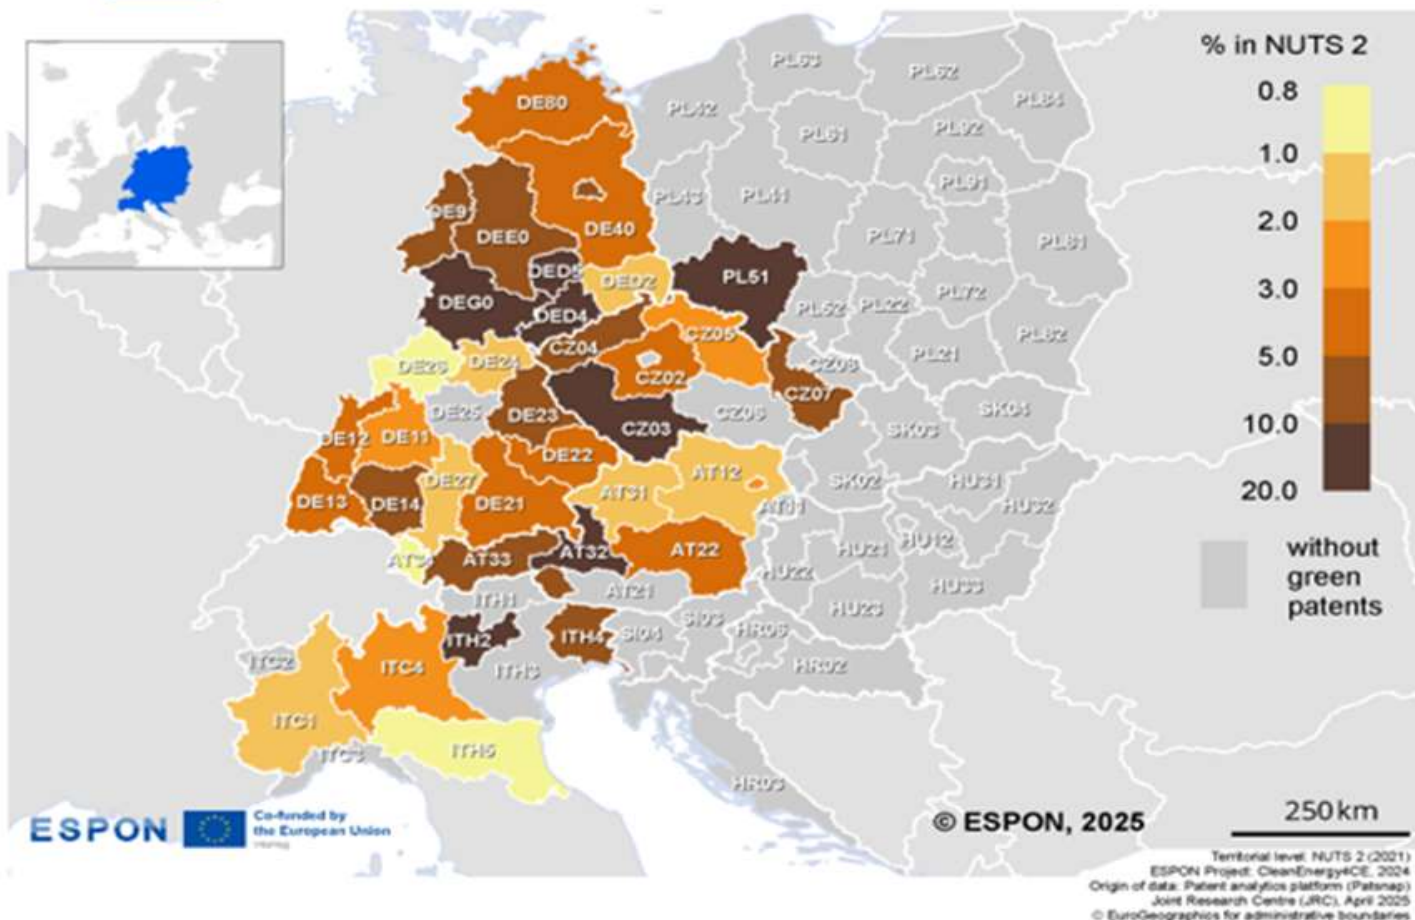 % in NUTS 2
0.8
1.0
2.0
3.0
5.0
10.0
20.0
without
green
patents
PL63
PL62
PL42
PL84
DE80
PL61
PL92
PL43
PL41
PL91
DE9
DEE0
DE40
PL71
PL81
DED5
DED2
PL51
DEG0
DED4
PL52
PL22
PL72
CZ05
PL82
CZ04
PL21
DE26
DE24
CZ08
CZ02
CZ07
DE25
DE23
CZ06
SK04
DE12
DE11
CZ03
SK03
DE22
AT12
DE27
SK02
HU31
DE13
DE14
DE21
AT31
HU32
AT11
AT34
AT33
AT32
AT22
HU21
HU12
HU22
HU33
ITH1
AT21
HU23
ITH2
ITH4
SI04
SI03
HR06
ITC2
ITC4
ITH3
HR02
ITC1
ITC3
ITH5
HR03
ESPON
Co-funded by
the European Union
© ESPON, 2025
250 km
Territorial level: NUTS 2 (2021)
ESPON Project: CleanEnergy4CE, 2024
Origin of data: Patent analytics platform (Patsnap)
Joint Research Centre (JRC), April 2025
© EuroGeographics for administrative boundaries